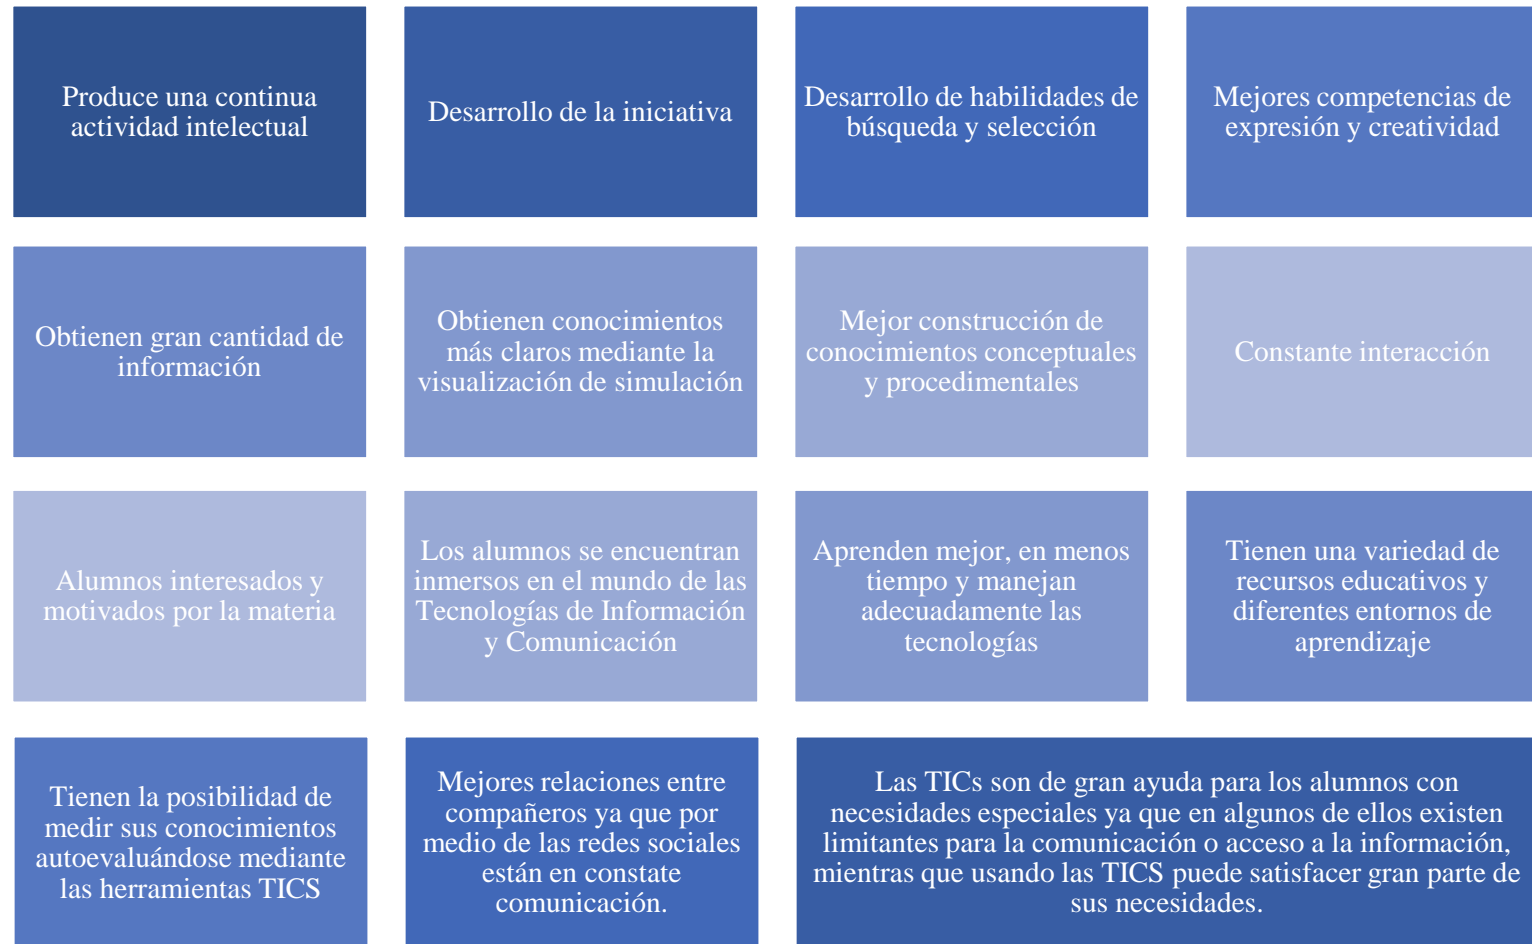 Produce una continua
actividad intelectual
Desarrollo de la iniciativa
Desarrollo de habilidades de
búsqueda y selección
Mejores competencias de
expresión y creatividad
Obtienen gran cantidad de
información
Obtienen conocimientos
más claros mediante la
visualización de simulación
Mejor construcción de
conocimientos conceptuales
y procedimentales
Constante interacción
Alumnos interesados y
motivados por la materia
Los alumnos se encuentran
inmersos en el mundo de las
Tecnologías de Información
y Comunicación
Aprenden mejor, en menos
tiempo y manejan
adecuadamente las
tecnologías
Tienen una variedad de
recursos educativos y
diferentes entornos de
aprendizaje
Tienen la posibilidad de
medir sus conocimientos
autoevaluándose mediante
las herramientas TICS
Mejores relaciones entre
compañeros ya que por
medio de las redes sociales
están en constate
comunicación.
Las TICs son de gran ayuda para los alumnos con
necesidades especiales ya que en algunos de ellos existen
limitantes para la comunicación o acceso a la información,
mientras que usando las TICS puede satisfacer gran parte de
sus necesidades.